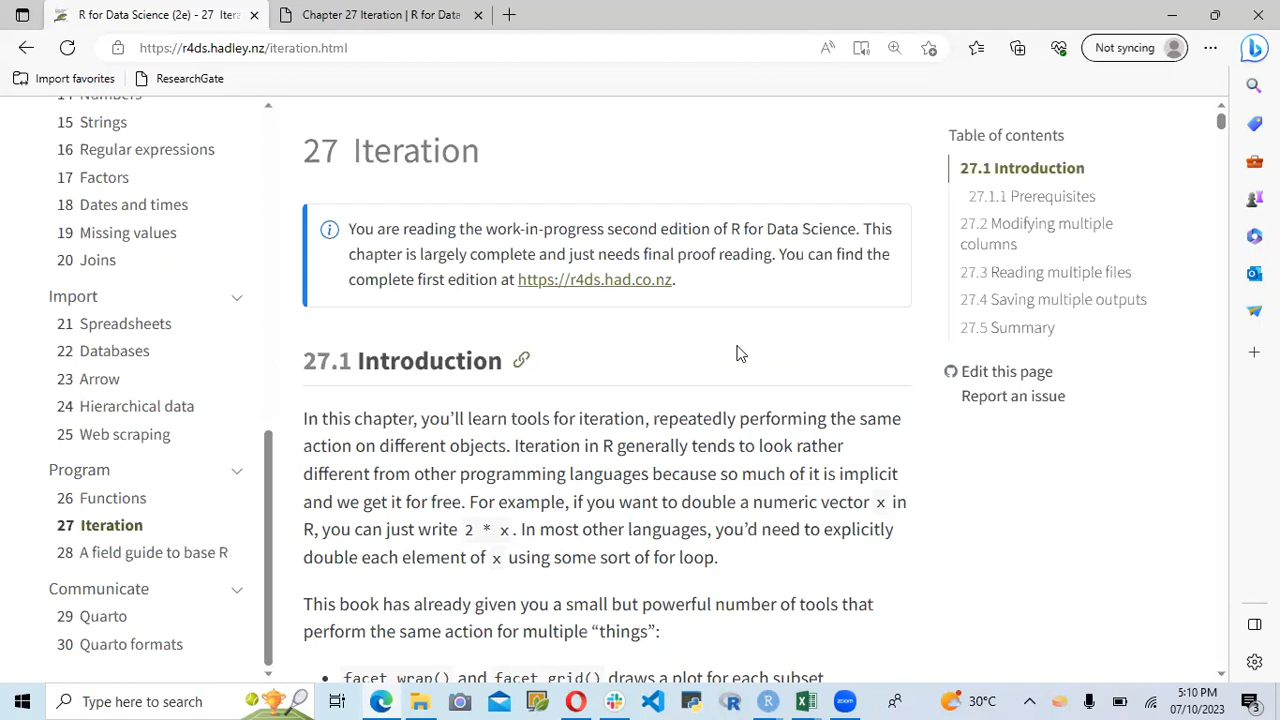 R for Data Science (2e) - 27 Itera
Chapter 27 Iteration | R for Data
https://r4ds.hadley.nz/iteration.html
Not syncing
Import favorites
ResearchGate
14 Numbers
15 Strings
16 Regular expressions
17 Factors
18 Dates and times
19 Missing values
20 Joins
Import
21 Spreadsheets
22 Databases
23 Arrow
24 Hierarchical data
25 Web scraping
Program
26 Functions
27 Iteration
28 A field guide to base R
Communicate
29 Quarto
30 Quarto formats
27 Iteration
You are reading the work-in-progress second edition of R for Data Science. This
chapter is largely complete and just needs final proof reading. You can find the
complete first edition at https://r4ds.had.co.nz.
27.1 Introduction
In this chapter, you’ll learn tools for iteration, repeatedly performing the same
action on different objects. Iteration in R generally tends to look rather
different from other programming languages because so much of it is implicit
and we get it for free. For example, if you want to double a numeric vector x in
R, you can just write 2 * x. In most other languages, you’d need to explicitly
double each element of x using some sort of for loop.
This book has already given you a small but powerful number of tools that
perform the same action for multiple “things”:
• facet_wrap() and facet_grid() draws a plot for each subset
Table of contents
27.1 Introduction
27.1.1 Prerequisites
27.2 Modifying multiple
columns
27.3 Reading multiple files
27.4 Saving multiple outputs
27.5 Summary
Edit this page
Report an issue
Type here to search
zoom
30°C
5:10 PM
07/10/2023
3